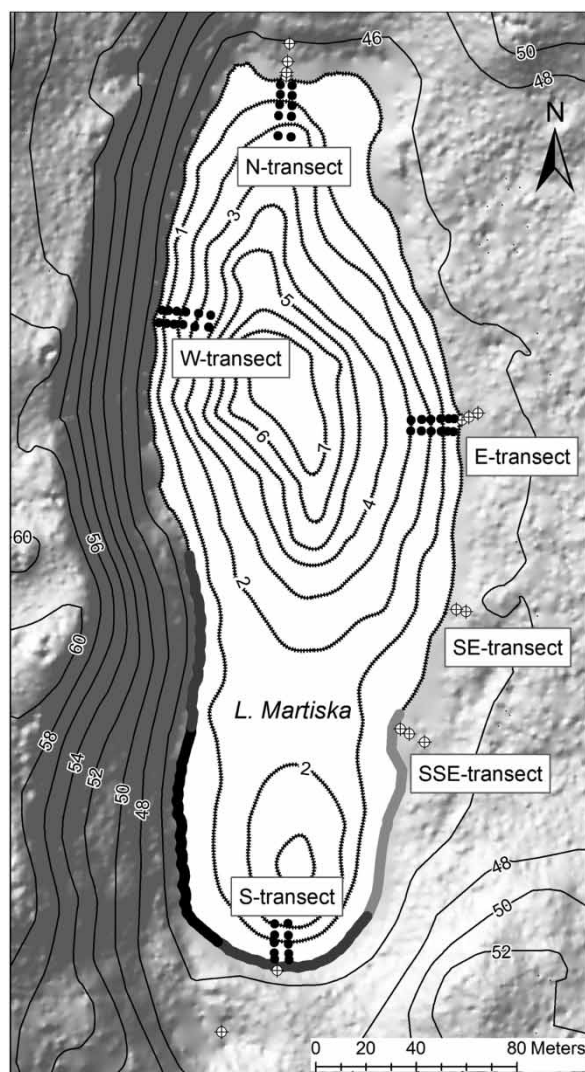 46
50
48
N
N-transect
3
1
5
W-transect
6
7
E-transect
60
56
4
2
SE-transect
60
L. Martiska
58
54
SSE-transect
52
2
50
48
S-transect
48
50
52
0 20 40 80 Meters